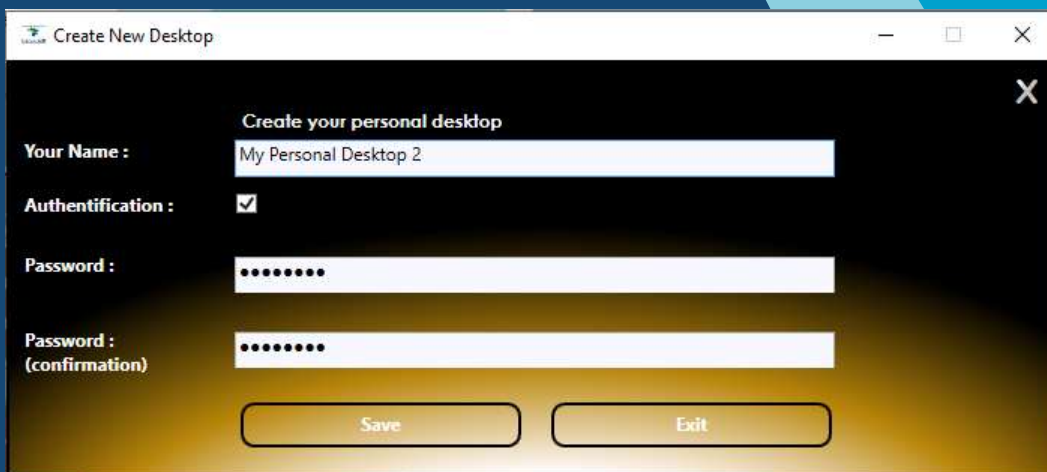 Create New Desktop
X
Create your personal desktop
Your Name :
My Personal Desktop 2
Authentification :
Password :
••••••••
Password :
(confirmation)
••••••••
Save
Exit